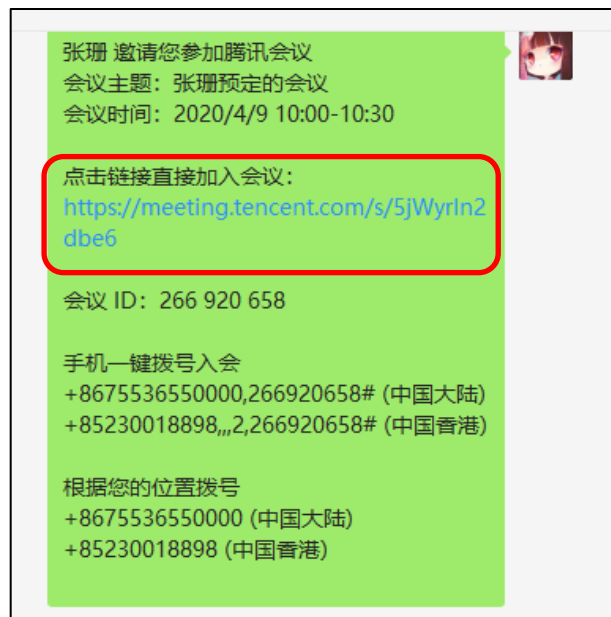 张珊 邀请您参加腾讯会议
会议主题：张珊预定的会议
会议时间：2020/4/9 10:00-10:30
点击链接直接加入会议：
https://meeting.tencent.com/s/5jWyrIn2
dbe6
会议 ID：266 920 658
手机一键拨号入会
+8675536550000,266920658# (中国大陆)
+85230018898,,,2,266920658# (中国香港)
根据您的位置拨号
+8675536550000 (中国大陆)
+85230018898 (中国香港)